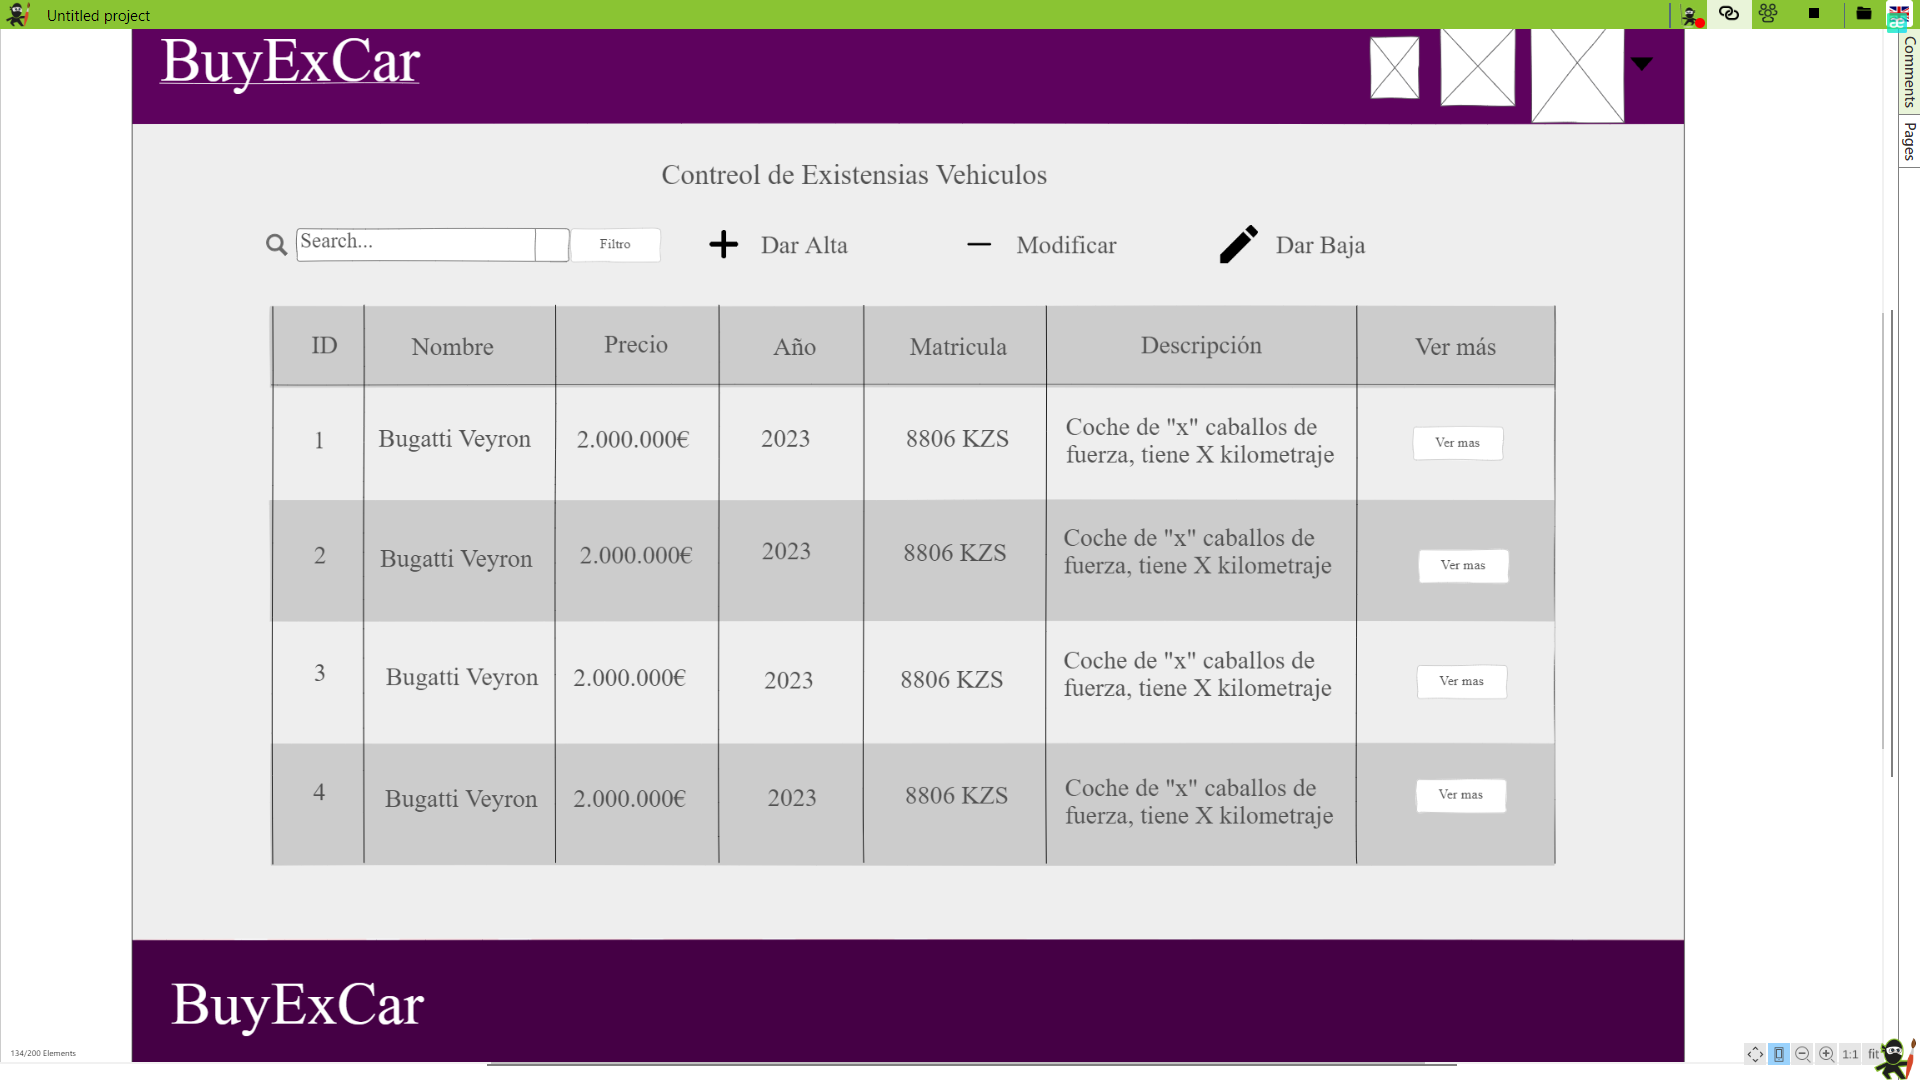 Untitled project
BuyExCar
Contreol de Existensias Vehiculos
Search...
Filtro
Dar Alta
Modificar
Dar Baja
ID Nombre Precio Año Matricula Descripción Ver más
1 Bugatti Veyron 2.000.000€ 2023 8806 KZS Coche de "x" caballos de
fuerza, tiene X kilometraje
Ver mas
2 Bugatti Veyron 2.000.000€ 2023 8806 KZS Coche de "x" caballos de
fuerza, tiene X kilometraje
Ver mas
3 Bugatti Veyron 2.000.000€ 2023 8806 KZS Coche de "x" caballos de
fuerza, tiene X kilometraje
Ver mas
4 Bugatti Veyron 2.000.000€ 2023 8806 KZS Coche de "x" caballos de
fuerza, tiene X kilometraje
Ver mas
BuyExCar
134/200 Elements
1:1
fit
æ
Comments
Pages